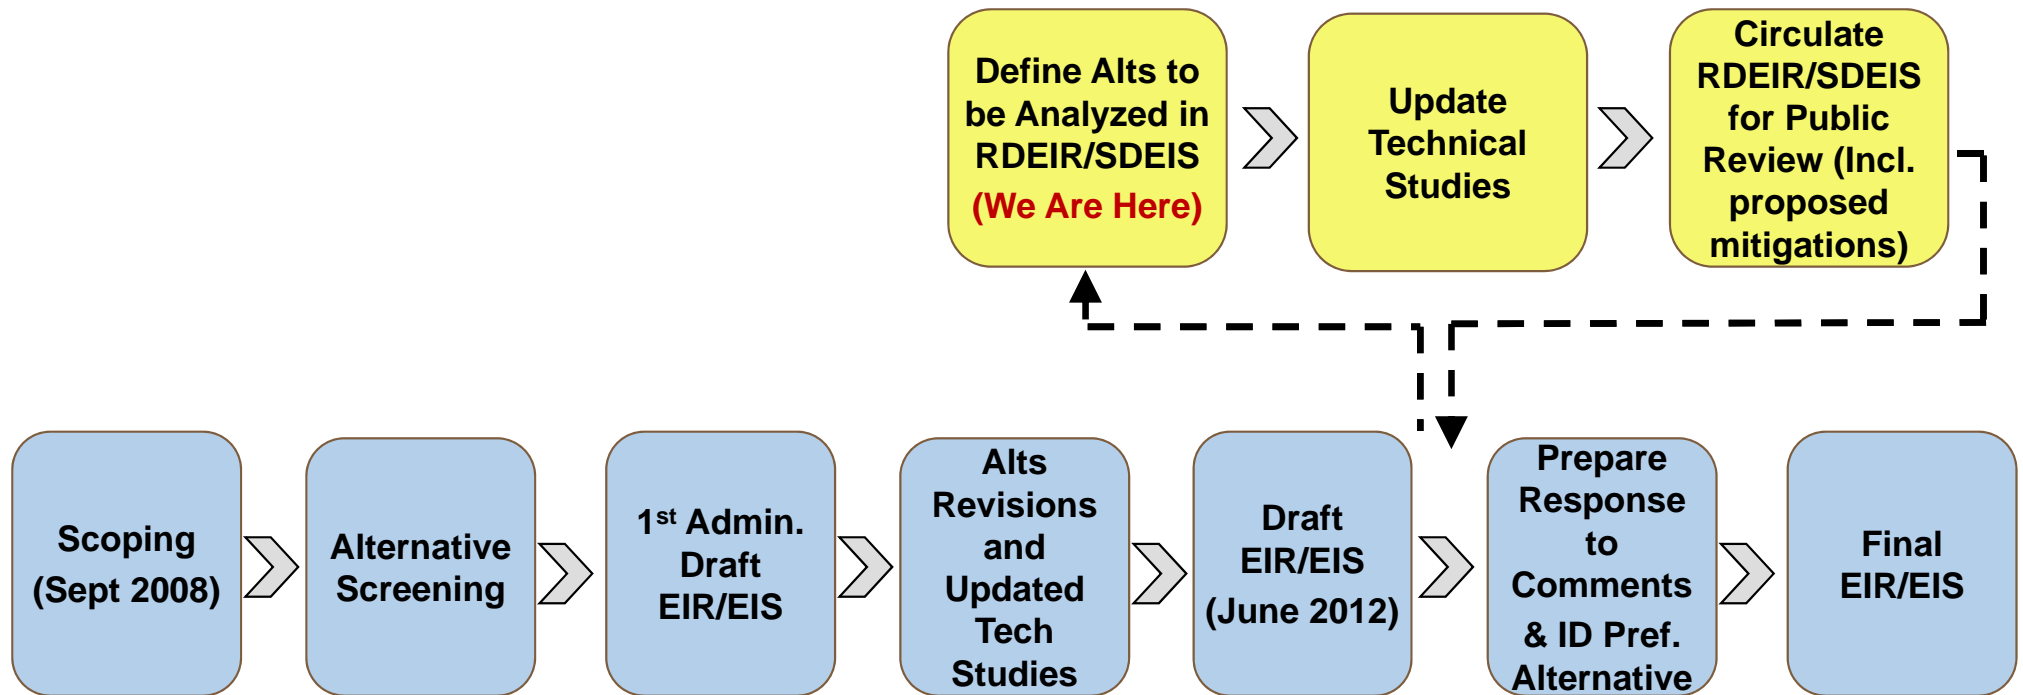 Define Alts to
be Analyzed in
RDEIR/SDEIS
(We Are Here)
Update
Technical
Studies
Circulate
RDEIR/SDEIS
for Public
Review (Incl.
proposed
mitigations)
Scoping
(Sept 2008)
Alternative
Screening
1st Admin.
Draft
EIR/EIS
Alts
Revisions
and
Updated
Tech
Studies
Draft
EIR/EIS
(June 2012)
Prepare
Response
to
Comments
& ID Pref.
Alternative
Final
EIR/EIS